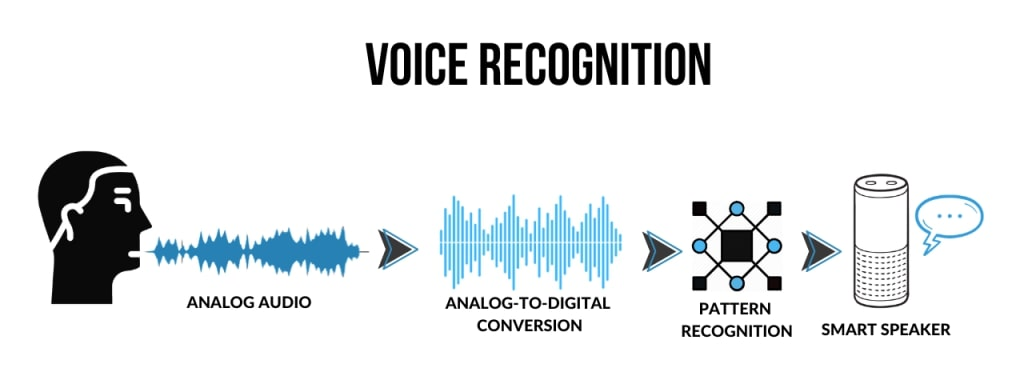 VOICE RECOGNITION
ANALOG AUDIO
ANALOG-TO-DIGITAL
CONVERSION
PATTERN
RECOGNITION
SMART SPEAKER